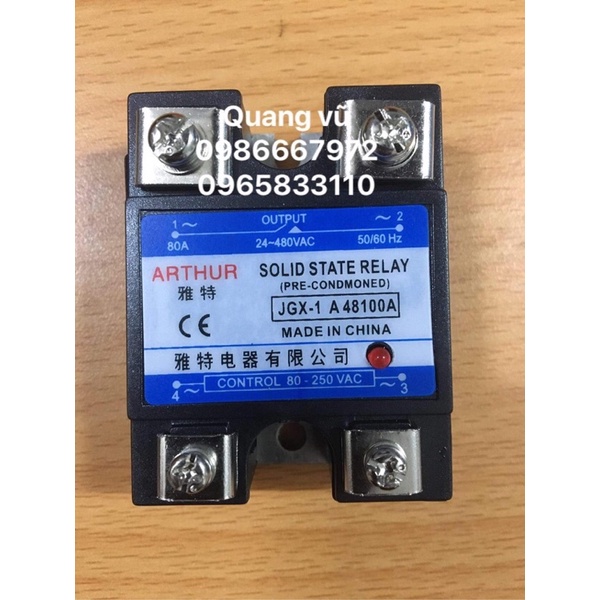 Quang vũ
0986667972
0965833110
1～ OUTPUT ～2
80A 24~480VAC 50/60 Hz
ARTHUR SOLID STATE RELAY
雅特 (PRE-CONDMONED)
CE JGX-1 A 48100A
MADE IN CHINA
雅特电器有限公司
4～ CONTROL 80 - 250 VAC ～3